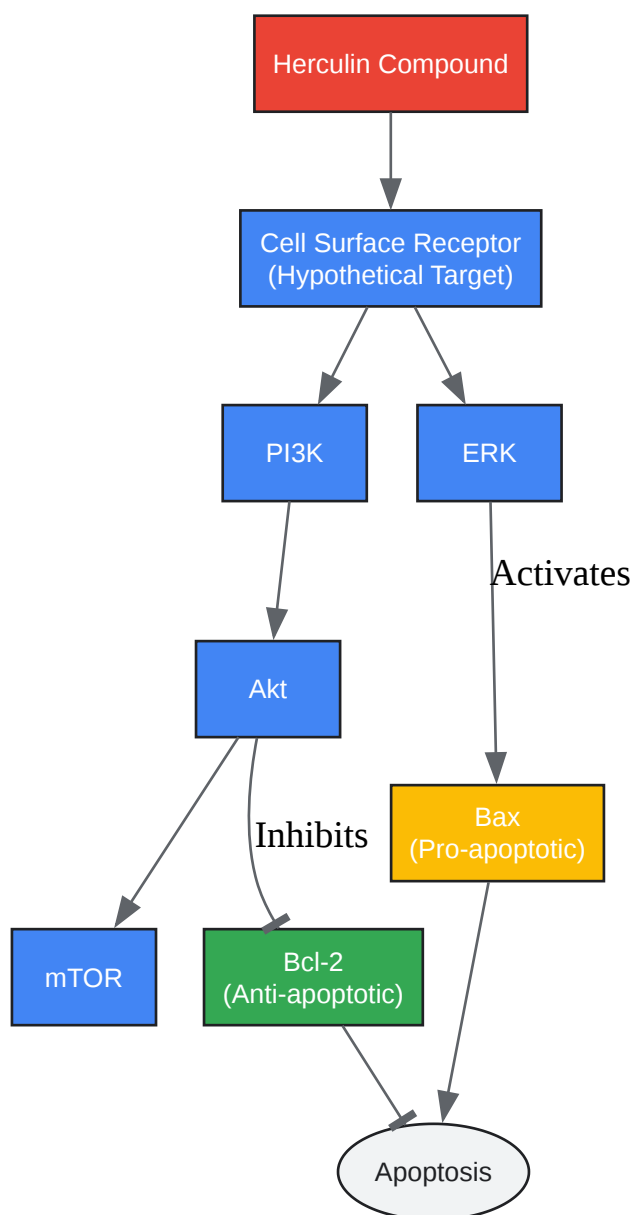 Herculin Compound
Cell Surface Receptor
(Hypothetical Target)
PI3K
ERK
Activates
Akt
Inhibits
Bax
(Pro-apoptotic)
mTOR
Bcl-2
(Anti-apoptotic)
Apoptosis